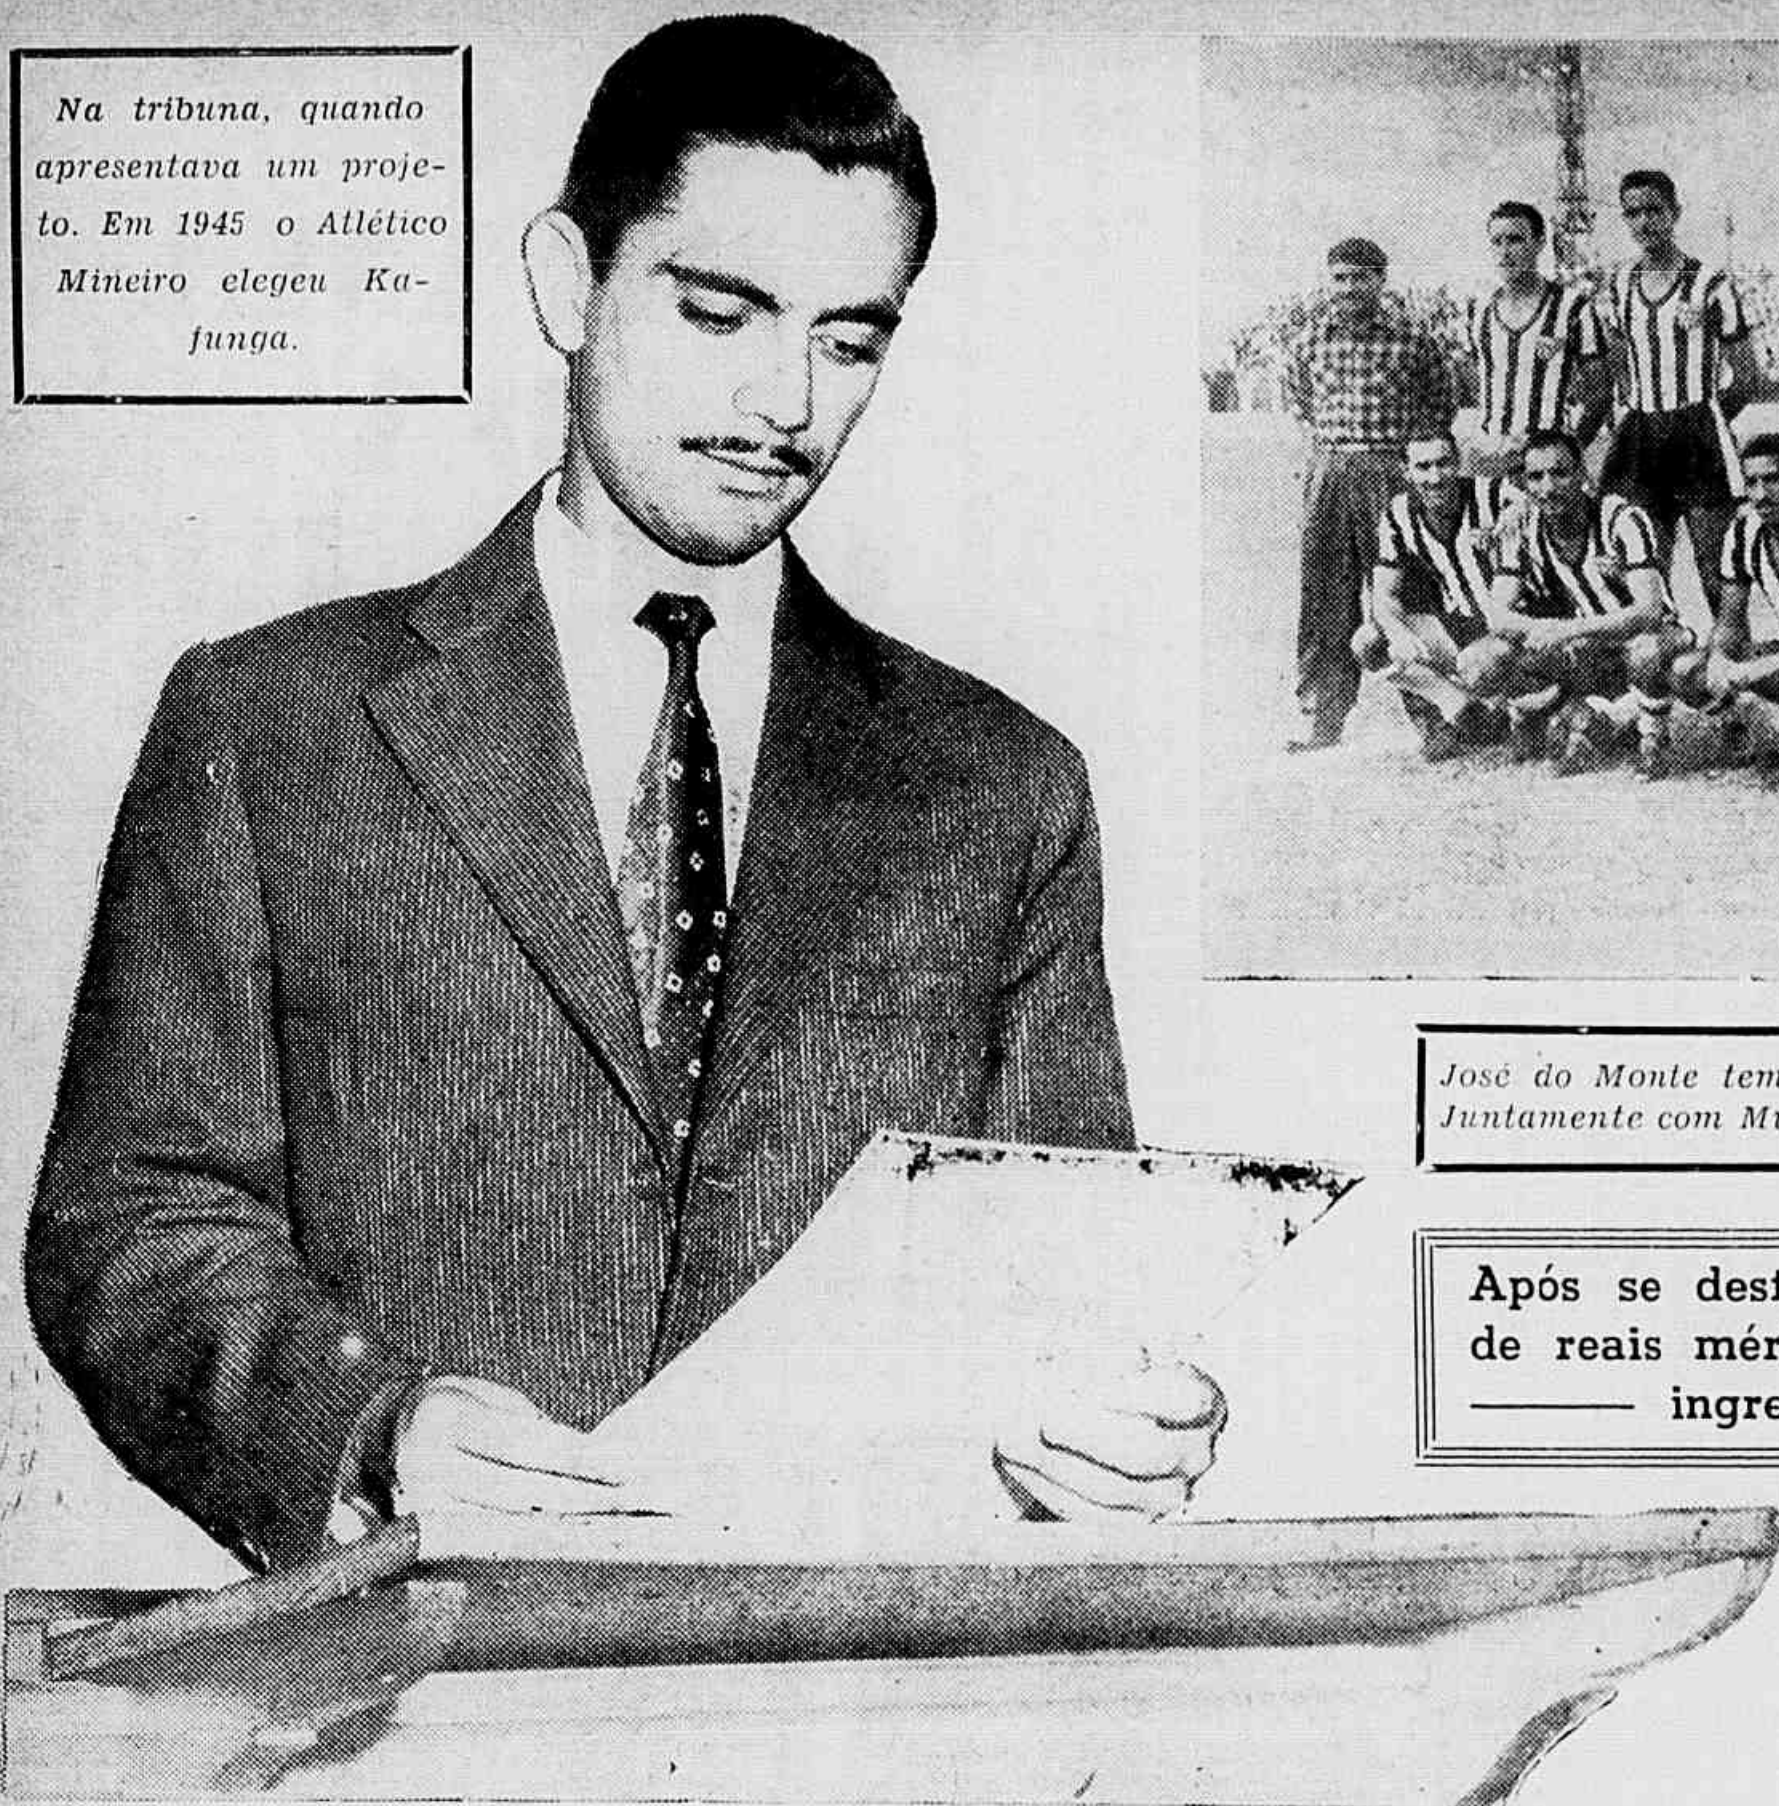 Na tribuna, quando
apresentava um proje-
to. Em 1945 o Atlético
Mineiro elegeu Ka-
funga.
José do Monte tem
Juntamente com
Após se
de reais